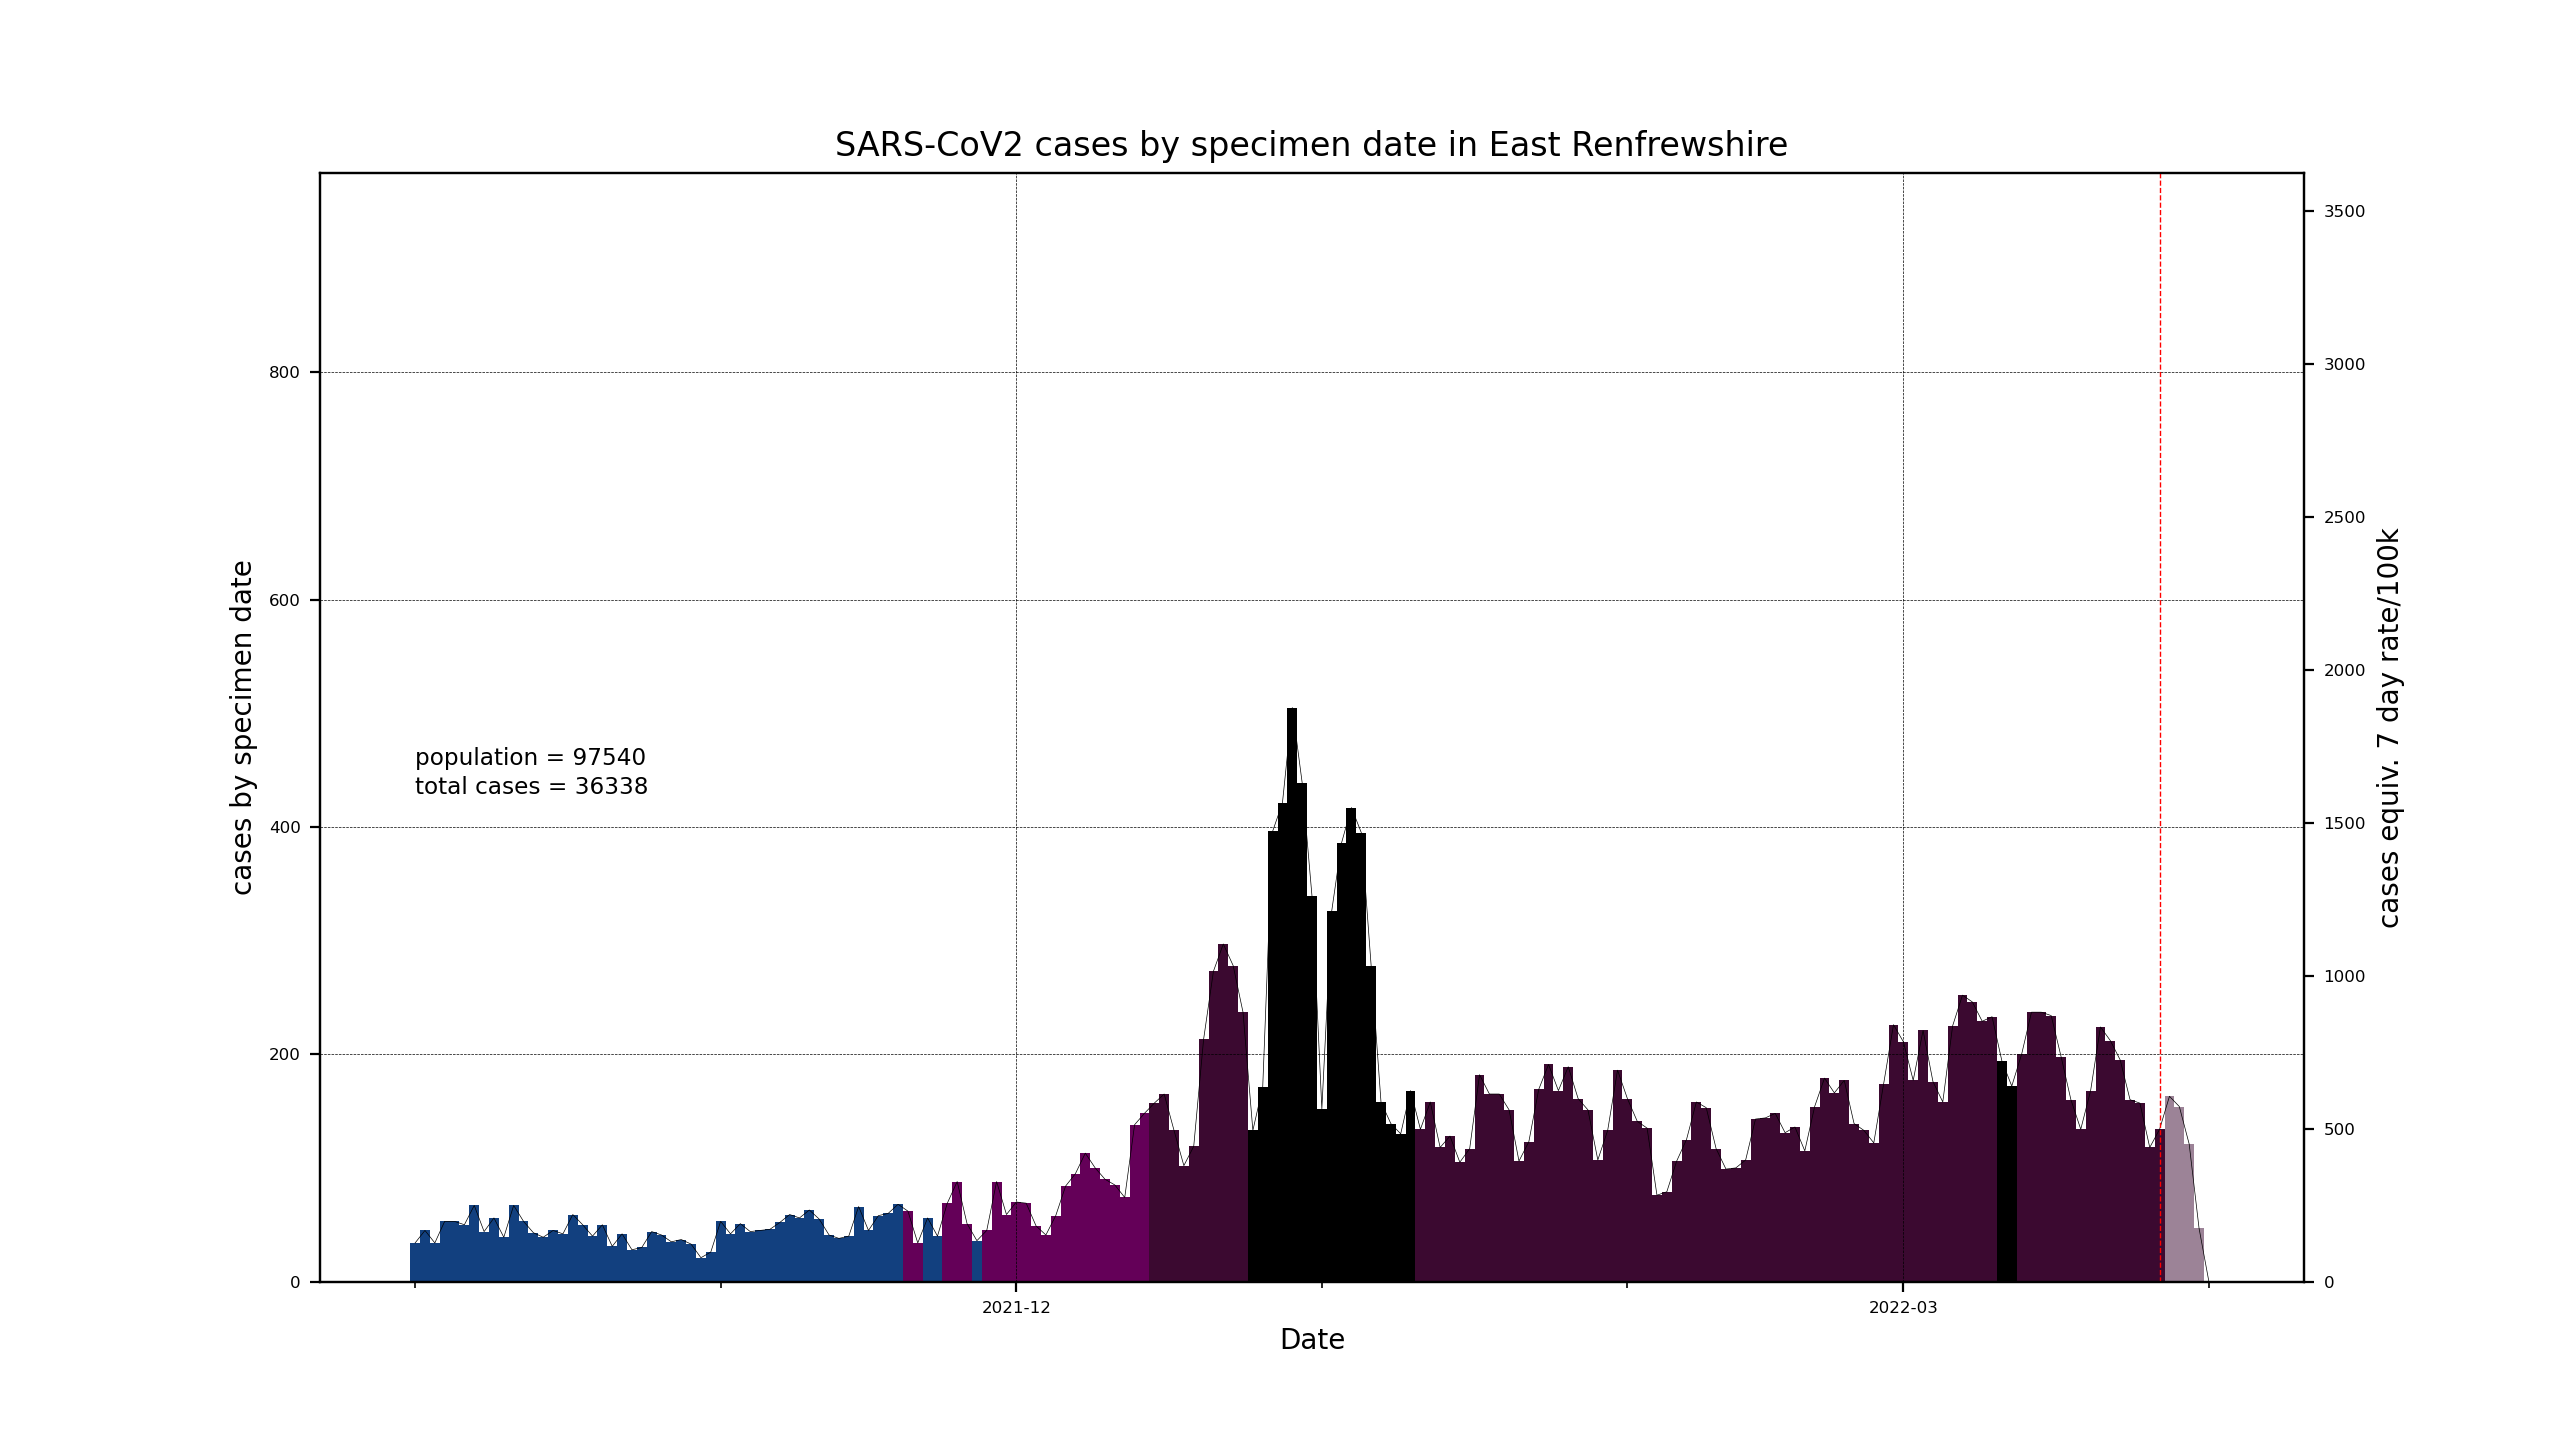 SARS-CoV2 cases by specimen date in East Renfrewshire
cases by specimen date
800
600
400
200
0
population = 97540
total cases = 36338
3500
3000
2500
2000
1500
1000
500
0
cases equiv. 7 day rate/100k
2021-12
2022-03
Date